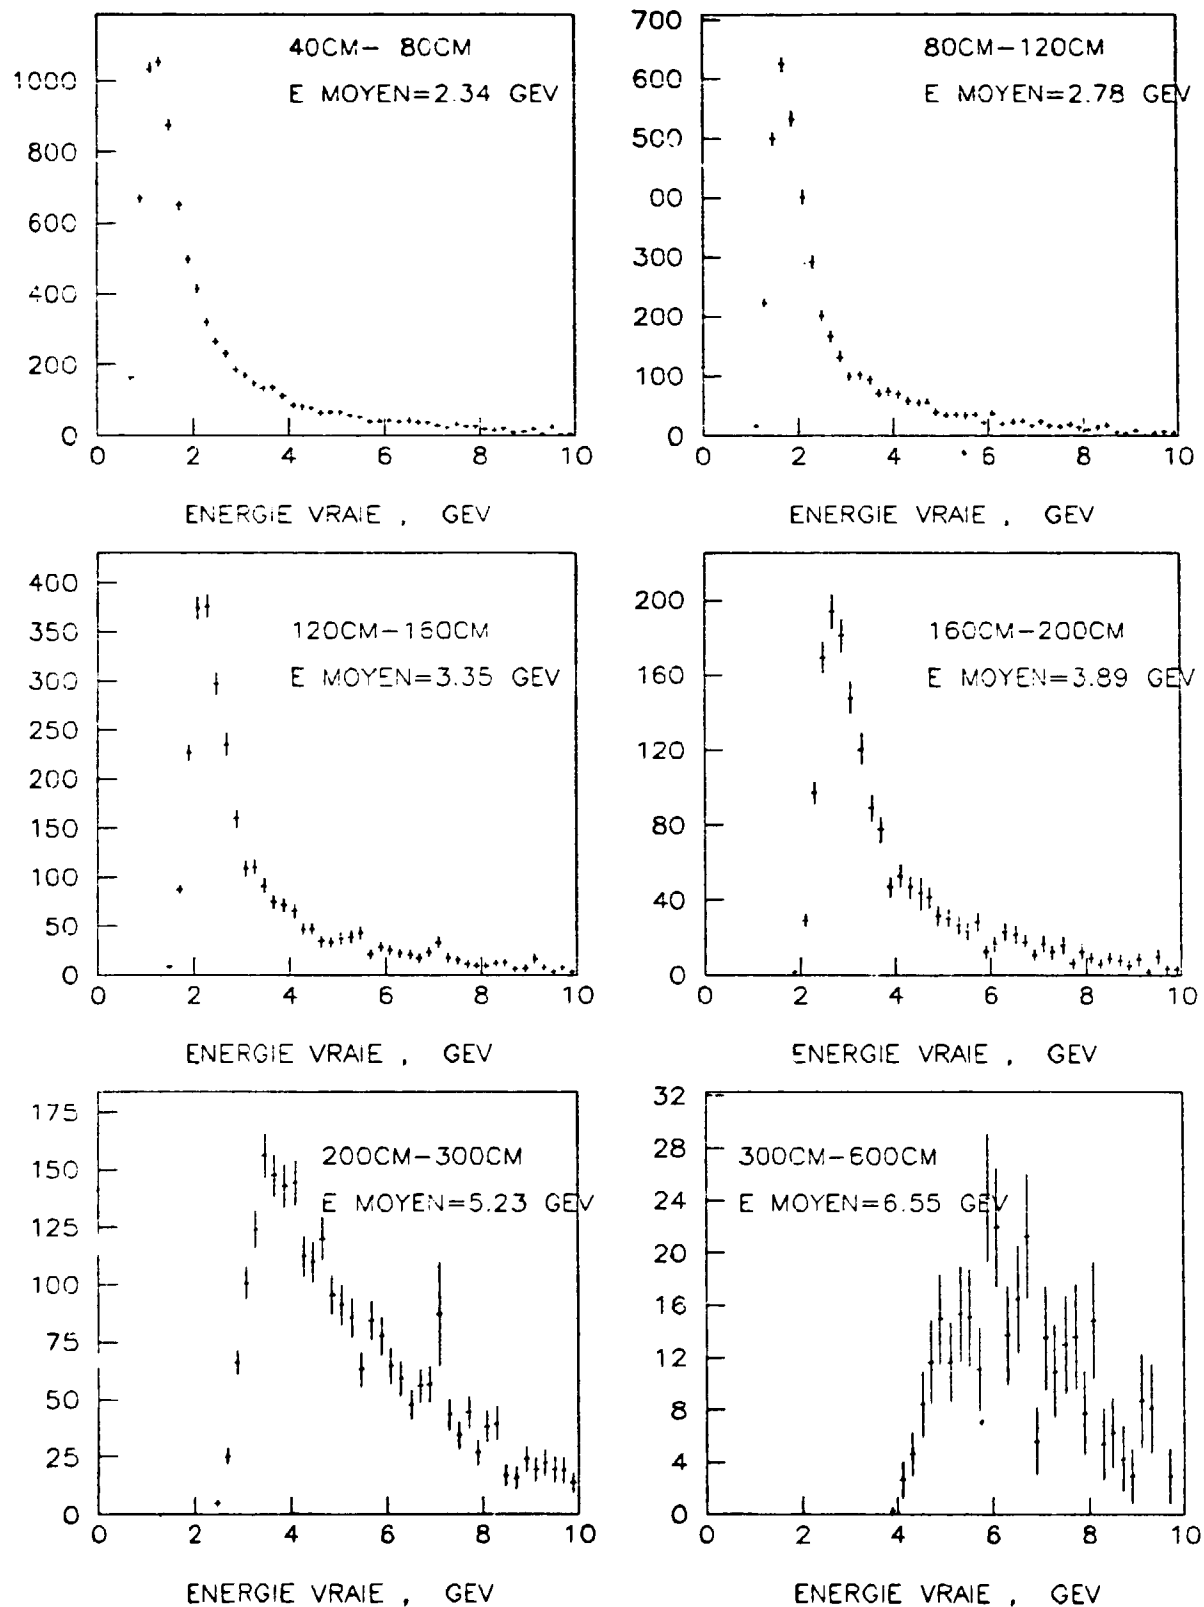 40CM- 80CM
E MOYEN=2.34 GEV
1000
800
600
400
200
0
0 2 4 6 8 10
ENERGIE VRAIE , GEV
80CM-120CM
E MOYEN=2.78 GEV
700
600
500
00
300
200
100
0
0 2 4 6 8 10
ENERGIE VRAIE , GEV
120CM-160CM
E MOYEN=3.35 GEV
400
350
300
250
200
150
100
50
0
0 2 4 6 8 10
ENERGIE VRAIE , GEV
160CM-200CM
E MOYEN=3.89 GEV
200
160
120
80
40
0
0 2 4 6 8 10
ENERGIE VRAIE , GEV
200CM-300CM
E MOYEN=5.23 GEV
175
150
125
100
75
50
25
0
0 2 4 6 8 10
ENERGIE VRAIE , GEV
300CM-600CM
E MOYEN=6.55 GEV
32
28
24
20
16
12
8
4
0
0 2 4 6 8 10
ENERGIE VRAIE , GEV